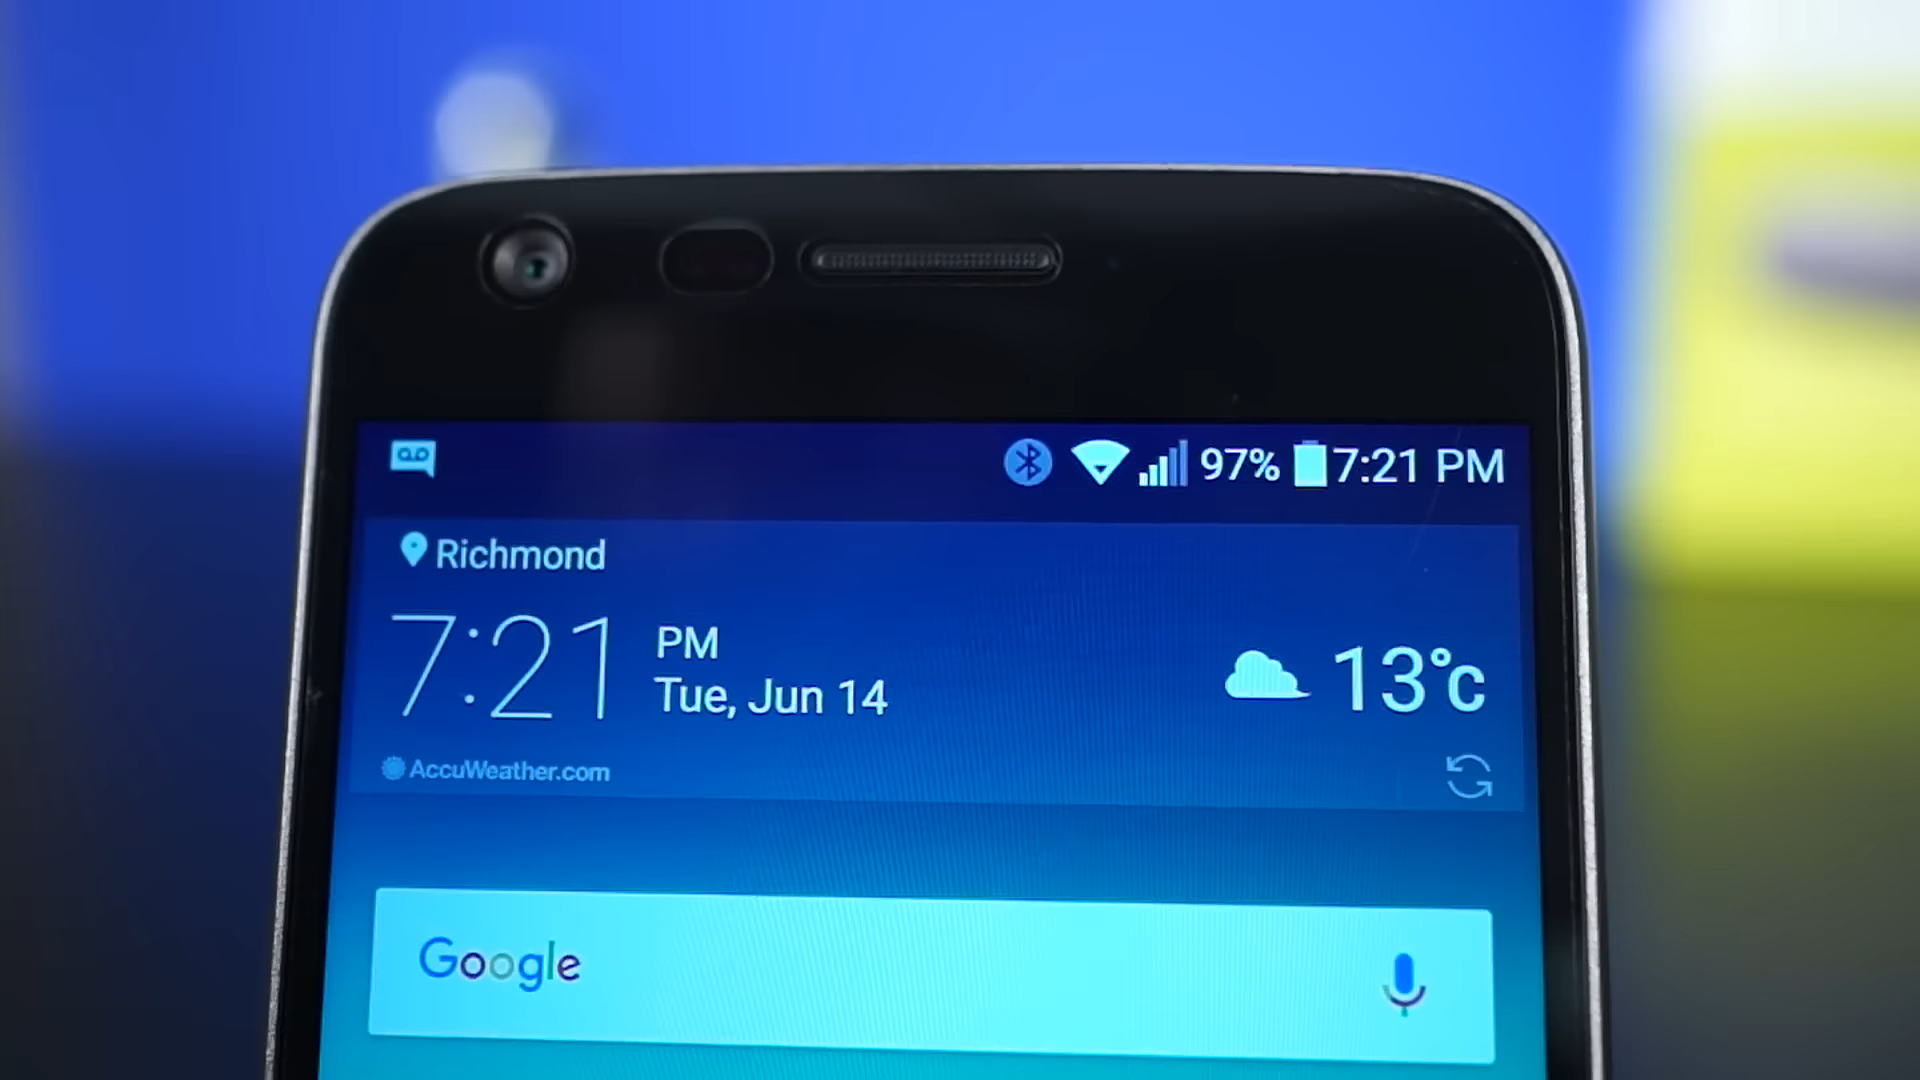 97% 7:21 PM
Richmond
7:21 PM
Tue, Jun 14
13°c
AccuWeather.com
Google